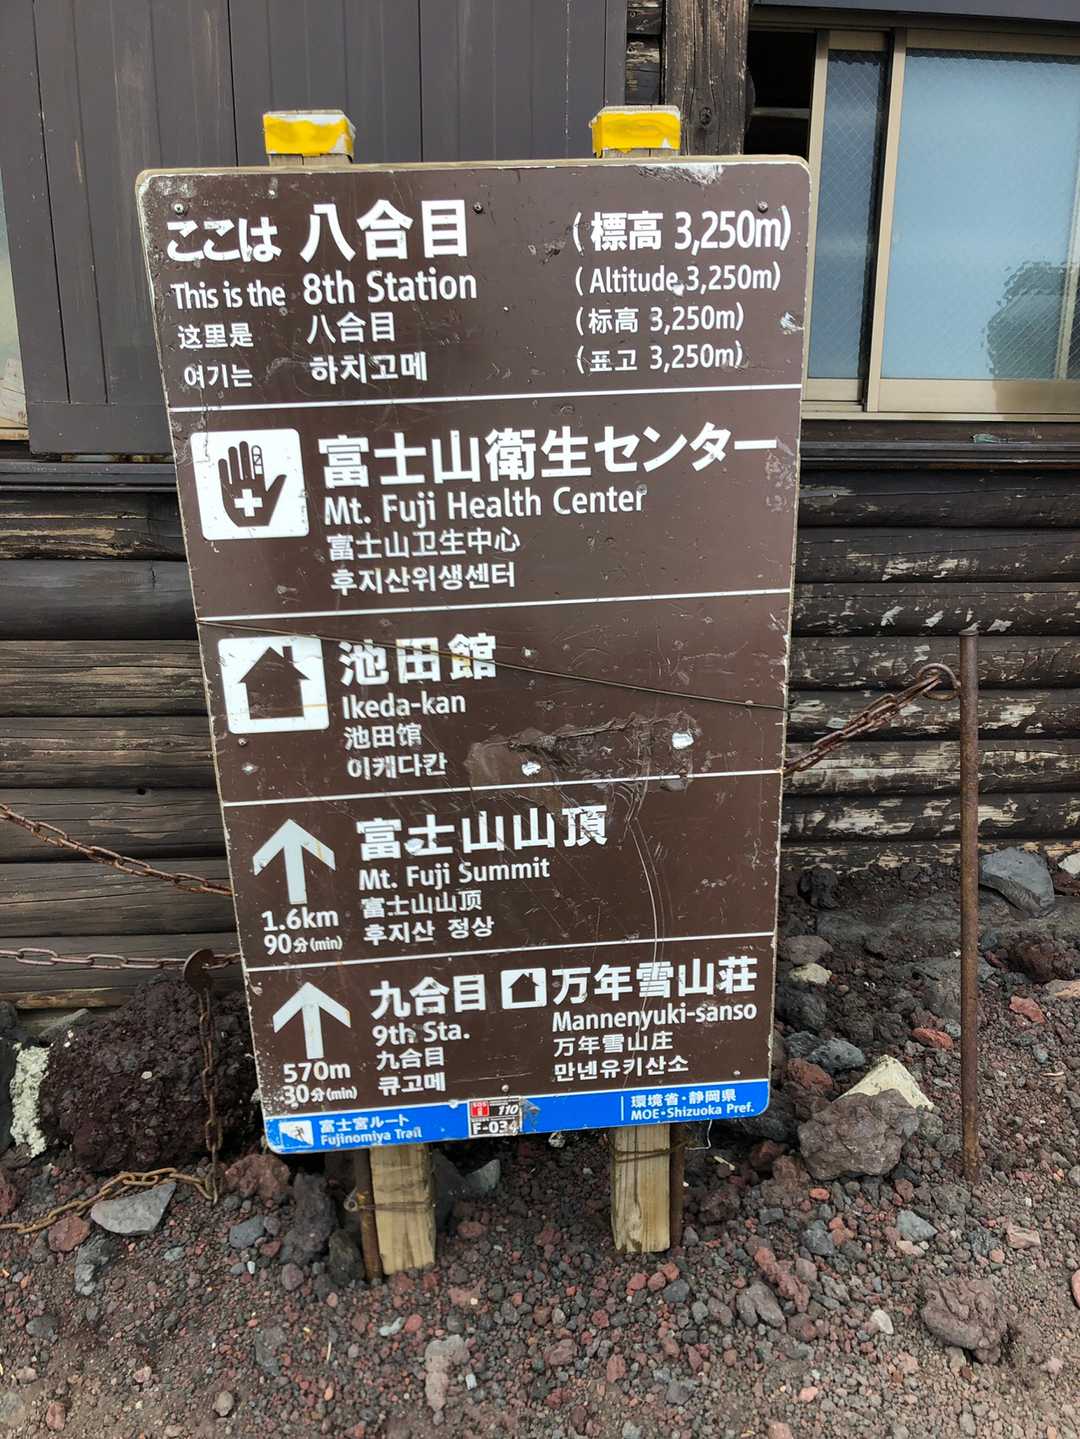 ここは 八合目 (標高 3,250m)
This is the 8th Station (Altitude 3,250m)
这里是 八合目 (标高 3,250m)
여기는 하치고메 (표고 3,250m)
富士山衛生センター
Mt. Fuji Health Center
富士山卫生中心
후지산위생센터
池田館
Ikeda-kan
池田馆
이케다칸
富士山山頂
Mt. Fuji Summit
富士山山顶
후지산 정상
1.6km
90分(min)
九合目 万年雪山荘
9th Sta. Mannenyuki-sanso
九合目 万年雪山庄
큐고메 만넨유키산소
570m
30分(min)
富士宮ルート
Fujinomiya Trail
SOS 110
F-034
環境省・静岡県
MOE・Shizuoka Pref.